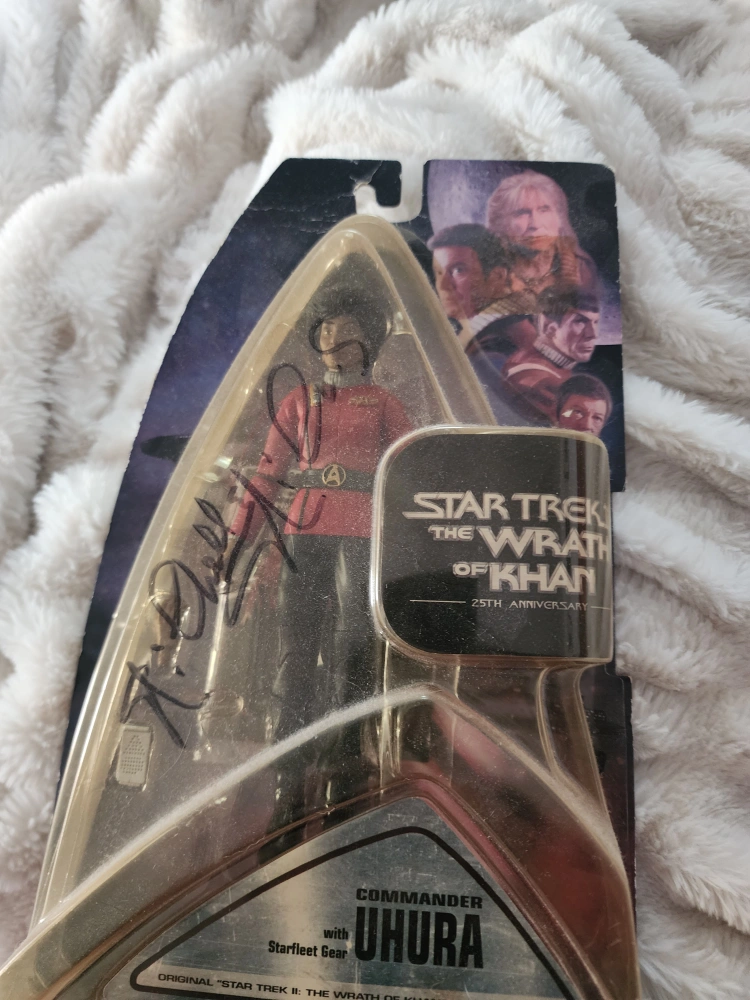 STAR TREK
THE WRATH
OF KHAN
25TH ANNIVERSARY
COMMANDER
with UHURA
Starfleet Gear
ORIGINAL "STAR TREK II: THE WRATH OF KHAN